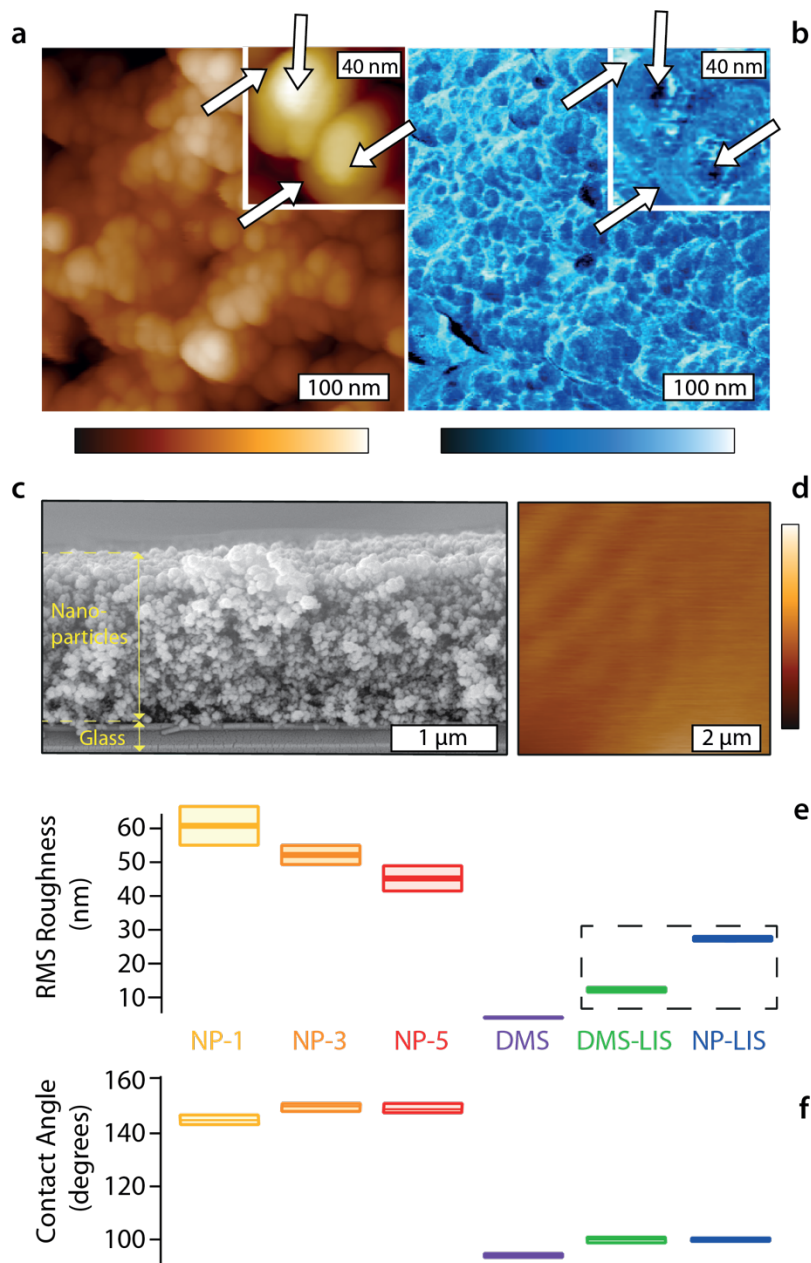 a
b
40 nm
40 nm
100 nm
100 nm
c
d
Nano-
particles
Glass
1 μm
2 μm
e
RMS Roughness
(nm)
60
50
40
30
20
10
NP-1
NP-3
NP-5
DMS
DMS-LIS
NP-LIS
f
Contact Angle
(degrees)
160
140
120
100